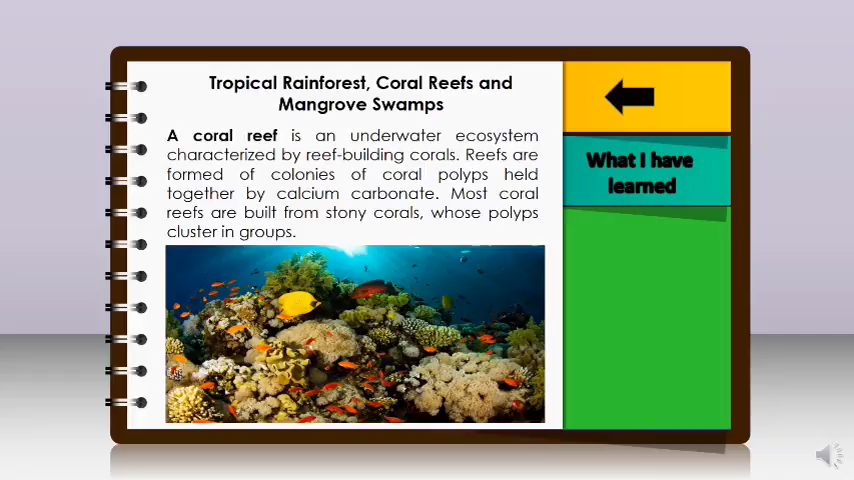 Tropical Rainforest, Coral Reefs and
Mangrove Swamps
A coral reef is an underwater ecosystem
characterized by reef-building corals. Reefs are
formed of colonies of coral polyps held
together by calcium carbonate. Most coral
reefs are built from stony corals, whose polyps
cluster in groups.
What I have
learned